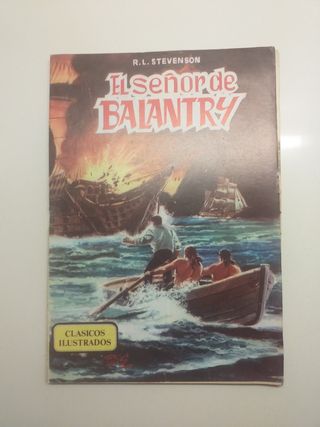 R. L. STEVENSON
El señor de
BALANTRY
CLASICOS
ILUSTRADOS